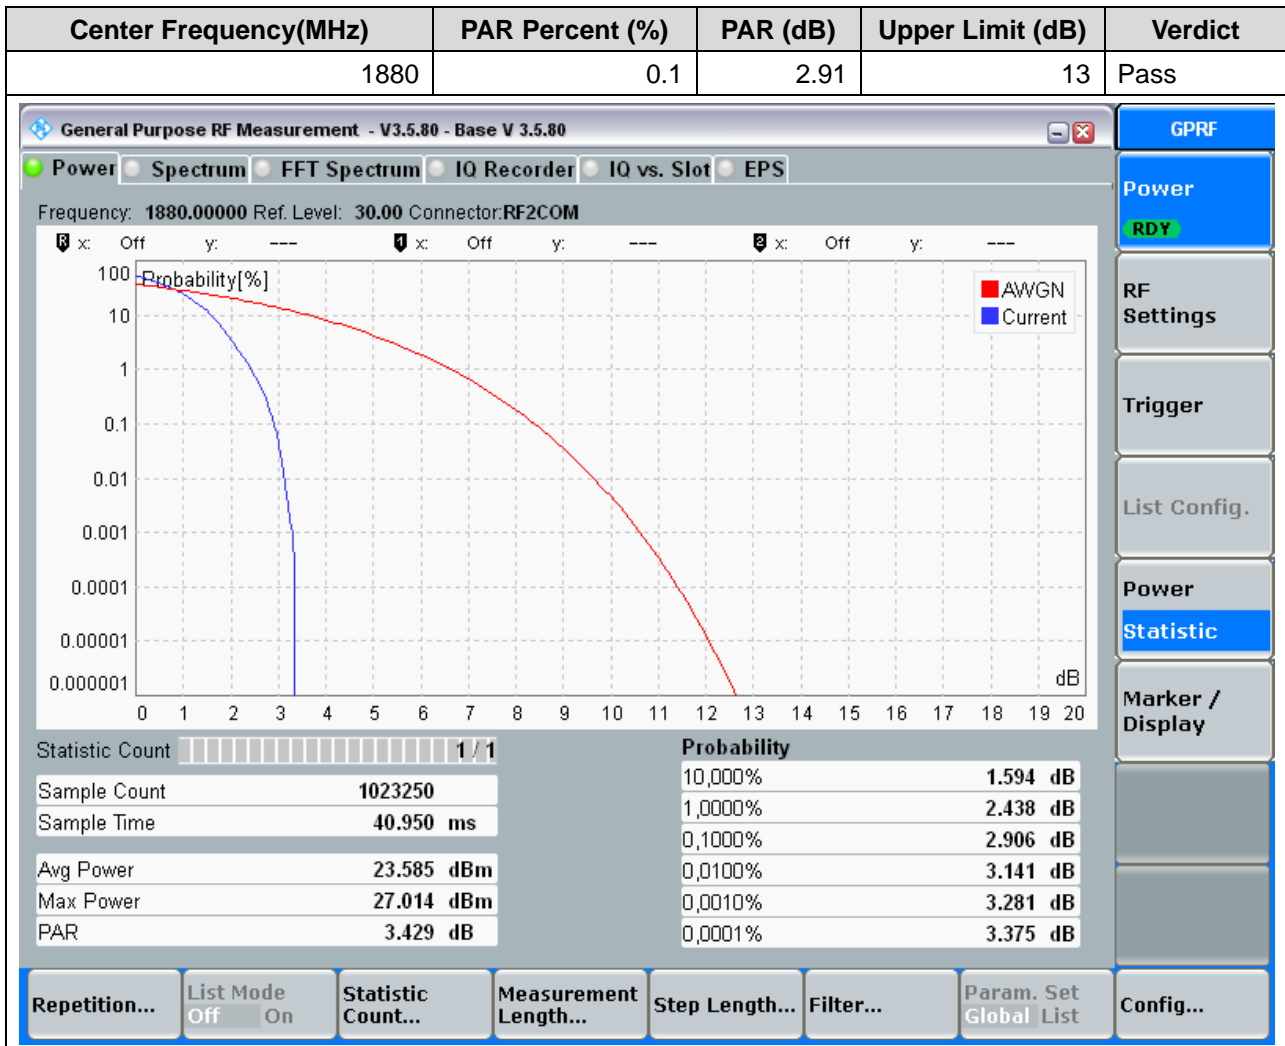 Center Frequency(MHz) PAR Percent (%) PAR (dB) Upper Limit (dB) Verdict
1880 0.1 2.91 13 Pass
General Purpose RF Measurement - V3.5.80 - Base V 3.5.80
GPRF
Power Spectrum FFT Spectrum IQ Recorder IQ vs. Slot EPS
Power
RDY
Frequency: 1880.00000 Ref. Level: 30.00 Connector:RF2COM
R x: Off y: --- 1 x: Off y: --- 2 x: Off y: ---
Probability[%]
AWGN
Current
100
10
1
0.1
0.01
0.001
0.0001
0.00001
0.000001
dB
0 1 2 3 4 5 6 7 8 9 10 11 12 13 14 15 16 17 18 19 20
RF
Settings
Trigger
List Config.
Power
Statistic
Marker /
Display
Statistic Count 1 / 1
Sample Count 1023250
Sample Time 40.950 ms
Avg Power 23.585 dBm
Max Power 27.014 dBm
PAR 3.429 dB
Probability
10,000% 1.594 dB
1,0000% 2.438 dB
0,1000% 2.906 dB
0,0100% 3.141 dB
0,0010% 3.281 dB
0,0001% 3.375 dB
Repetition...
List Mode
Off On
Statistic
Count...
Measurement
Length...
Step Length...
Filter...
Param. Set
Global List
Config...